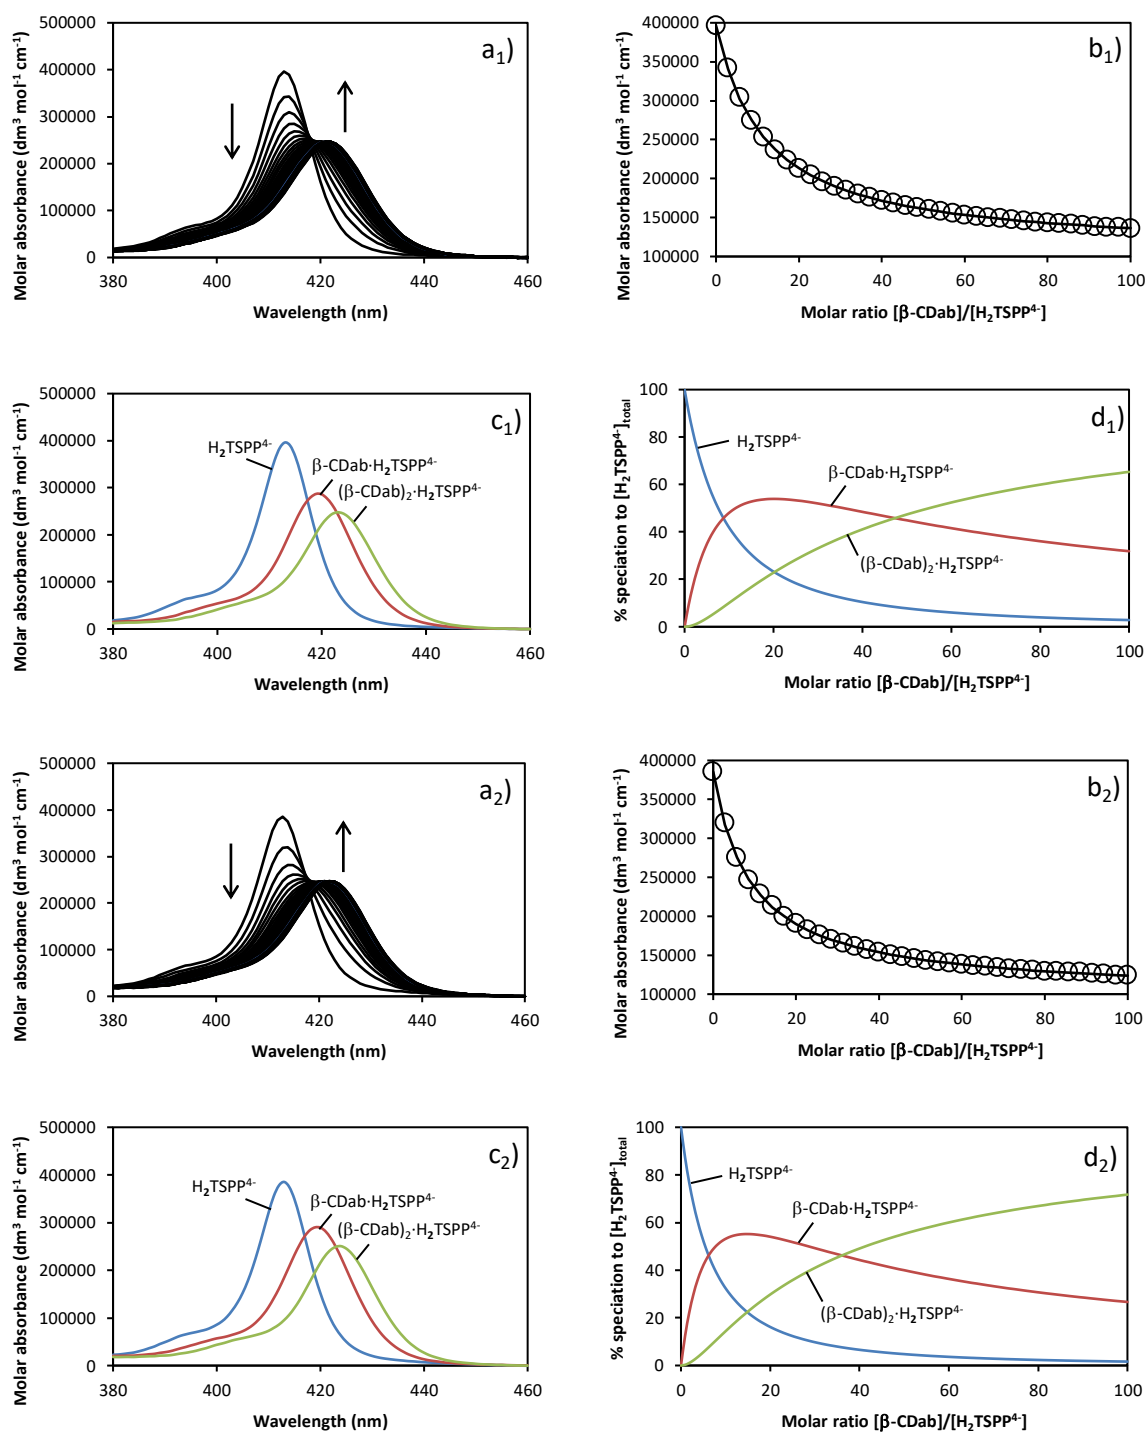 a₁)
Molar absorbance (dm³ mol⁻¹ cm⁻¹)
500000
400000
300000
200000
100000
0
380 400 420 440 460
Wavelength (nm)
b₁)
Molar absorbance (dm³ mol⁻¹ cm⁻¹)
400000
350000
300000
250000
200000
150000
100000
0 20 40 60 80 100
Molar ratio [β-CDab]/[H₂TSPP⁴⁻]
c₁)
Molar absorbance (dm³ mol⁻¹ cm⁻¹)
500000
400000
300000
200000
100000
0
H₂TSPP⁴⁻
β-CDab·H₂TSPP⁴⁻
(β-CDab)₂·H₂TSPP⁴⁻
380 400 420 440 460
Wavelength (nm)
d₁)
% speciation to [H₂TSPP⁴⁻]total
100
80
60
40
20
0
H₂TSPP⁴⁻
β-CDab·H₂TSPP⁴⁻
(β-CDab)₂·H₂TSPP⁴⁻
0 20 40 60 80 100
Molar ratio [β-CDab]/[H₂TSPP⁴⁻]
a₂)
Molar absorbance (dm³ mol⁻¹ cm⁻¹)
500000
400000
300000
200000
100000
0
380 400 420 440 460
Wavelength (nm)
b₂)
Molar absorbance (dm³ mol⁻¹ cm⁻¹)
400000
350000
300000
250000
200000
150000
100000
0 20 40 60 80 100
Molar ratio [β-CDab]/[H₂TSPP⁴⁻]
c₂)
Molar absorbance (dm³ mol⁻¹ cm⁻¹)
500000
400000
300000
200000
100000
0
H₂TSPP⁴⁻
β-CDab·H₂TSPP⁴⁻
(β-CDab)₂·H₂TSPP⁴⁻
380 400 420 440 460
Wavelength (nm)
d₂)
% speciation to [H₂TSPP⁴⁻]total
100
80
60
40
20
0
H₂TSPP⁴⁻
β-CDab·H₂TSPP⁴⁻
(β-CDab)₂·H₂TSPP⁴⁻
0 20 40 60 80 100
Molar ratio [β-CDab]/[H₂TSPP⁴⁻]